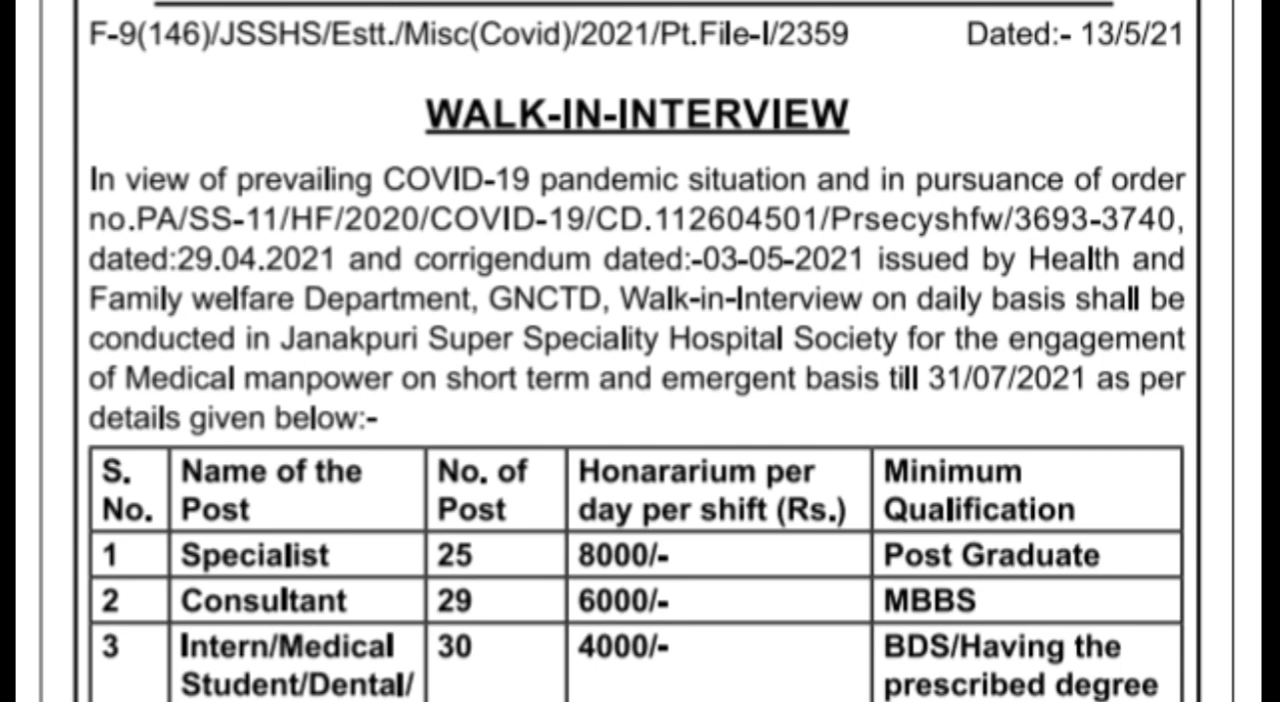 F-9(146)/JSSHS/Estt./Misc(Covid)/2021/Pt.File-I/2359 Dated:- 13/5/21
WALK-IN-INTERVIEW
In view of prevailing COVID-19 pandemic situation and in pursuance of order
no.PA/SS-11/HF/2020/COVID-19/CD.112604501/Prsecyshfw/3693-3740,
dated:29.04.2021 and corrigendum dated:-03-05-2021 issued by Health and
Family welfare Department, GNCTD, Walk-in-Interview on daily basis shall be
conducted in Janakpuri Super Speciality Hospital Society for the engagement
of Medical manpower on short term and emergent basis till 31/07/2021 as per
details given below:-
S. No. Name of the Post No. of Post Honararium per day per shift (Rs.) Minimum Qualification
1 Specialist 25 8000/- Post Graduate
2 Consultant 29 6000/- MBBS
3 Intern/Medical Student/Dental/ 30 4000/- BDS/Having the prescribed degree